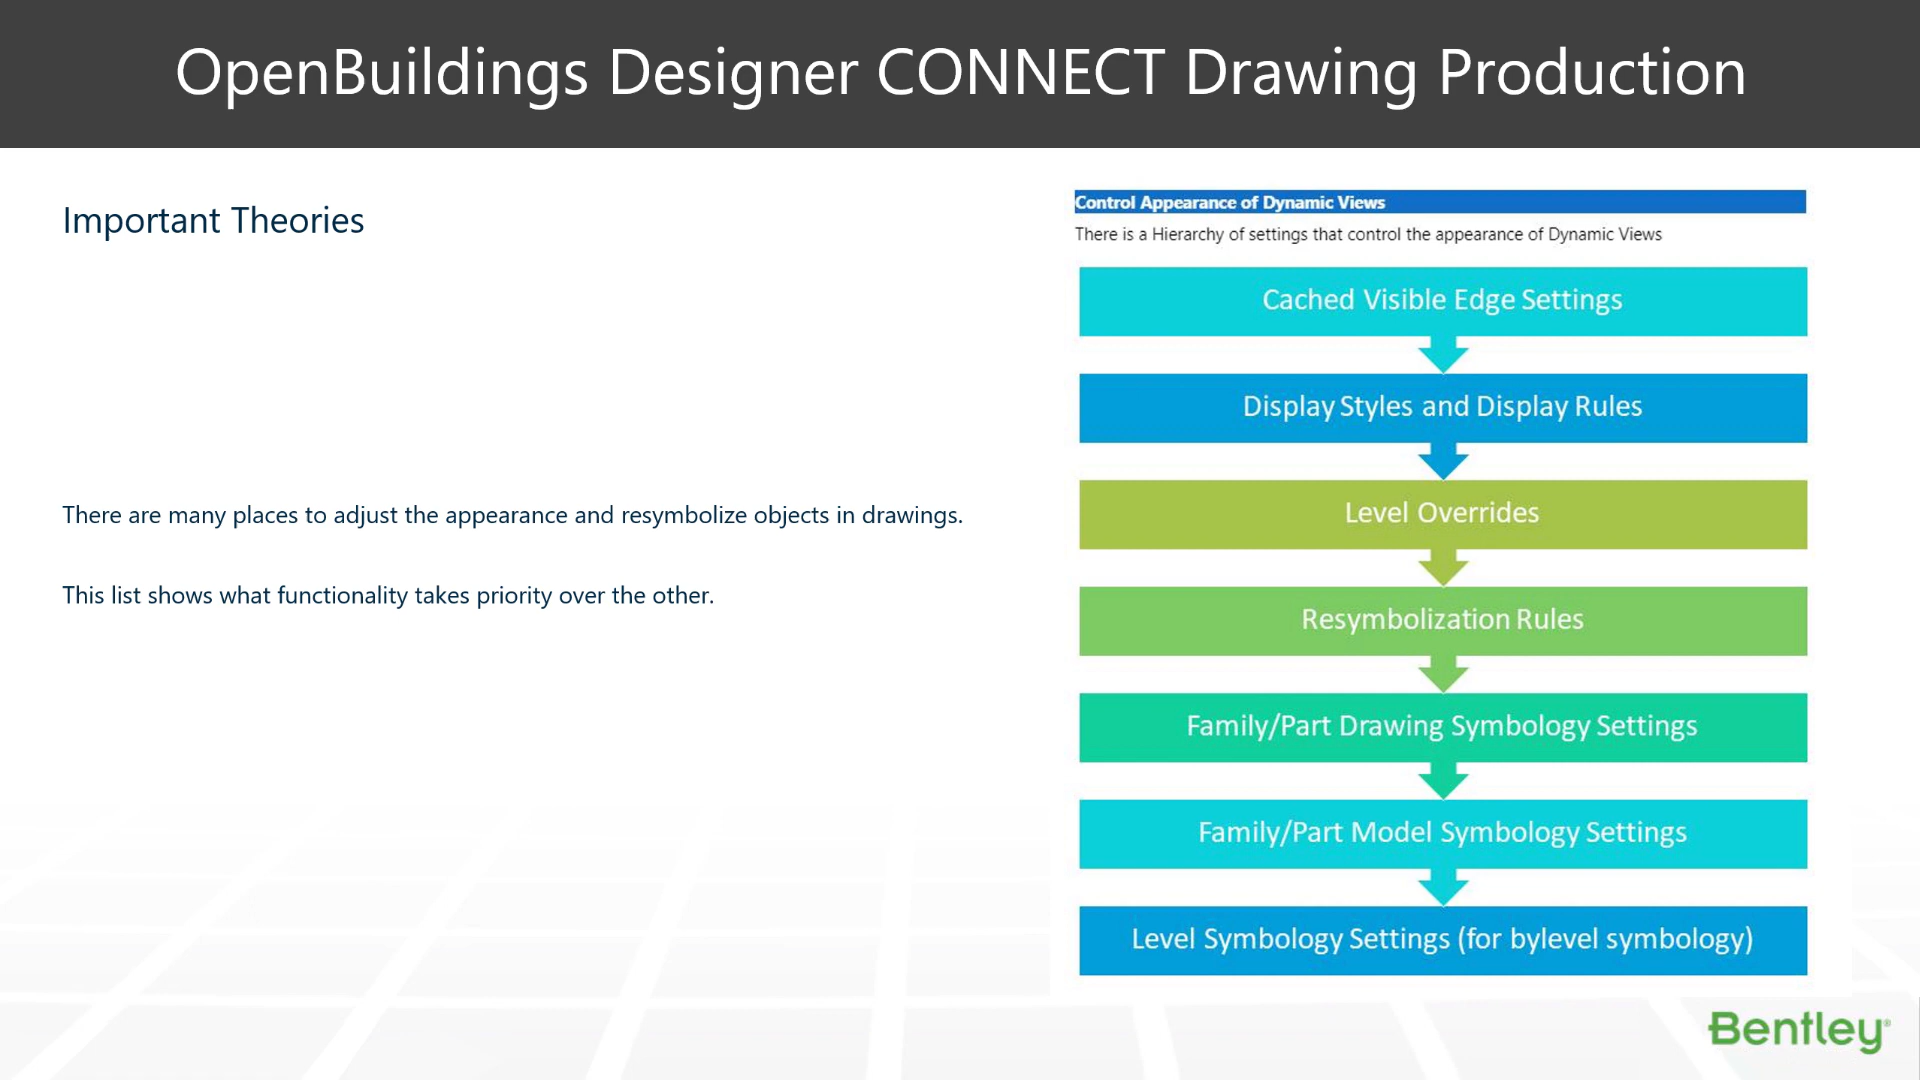 OpenBuildings Designer CONNECT Drawing Production
Important Theories
There are many places to adjust the appearance and resymbolize objects in drawings.
This list shows what functionality takes priority over the other.
Control Appearance of Dynamic Views
There is a Hierarchy of settings that control the appearance of Dynamic Views
Cached Visible Edge Settings
Display Styles and Display Rules
Level Overrides
Resymbolization Rules
Family/Part Drawing Symbology Settings
Family/Part Model Symbology Settings
Level Symbology Settings (for bylevel symbology)
Bentley®